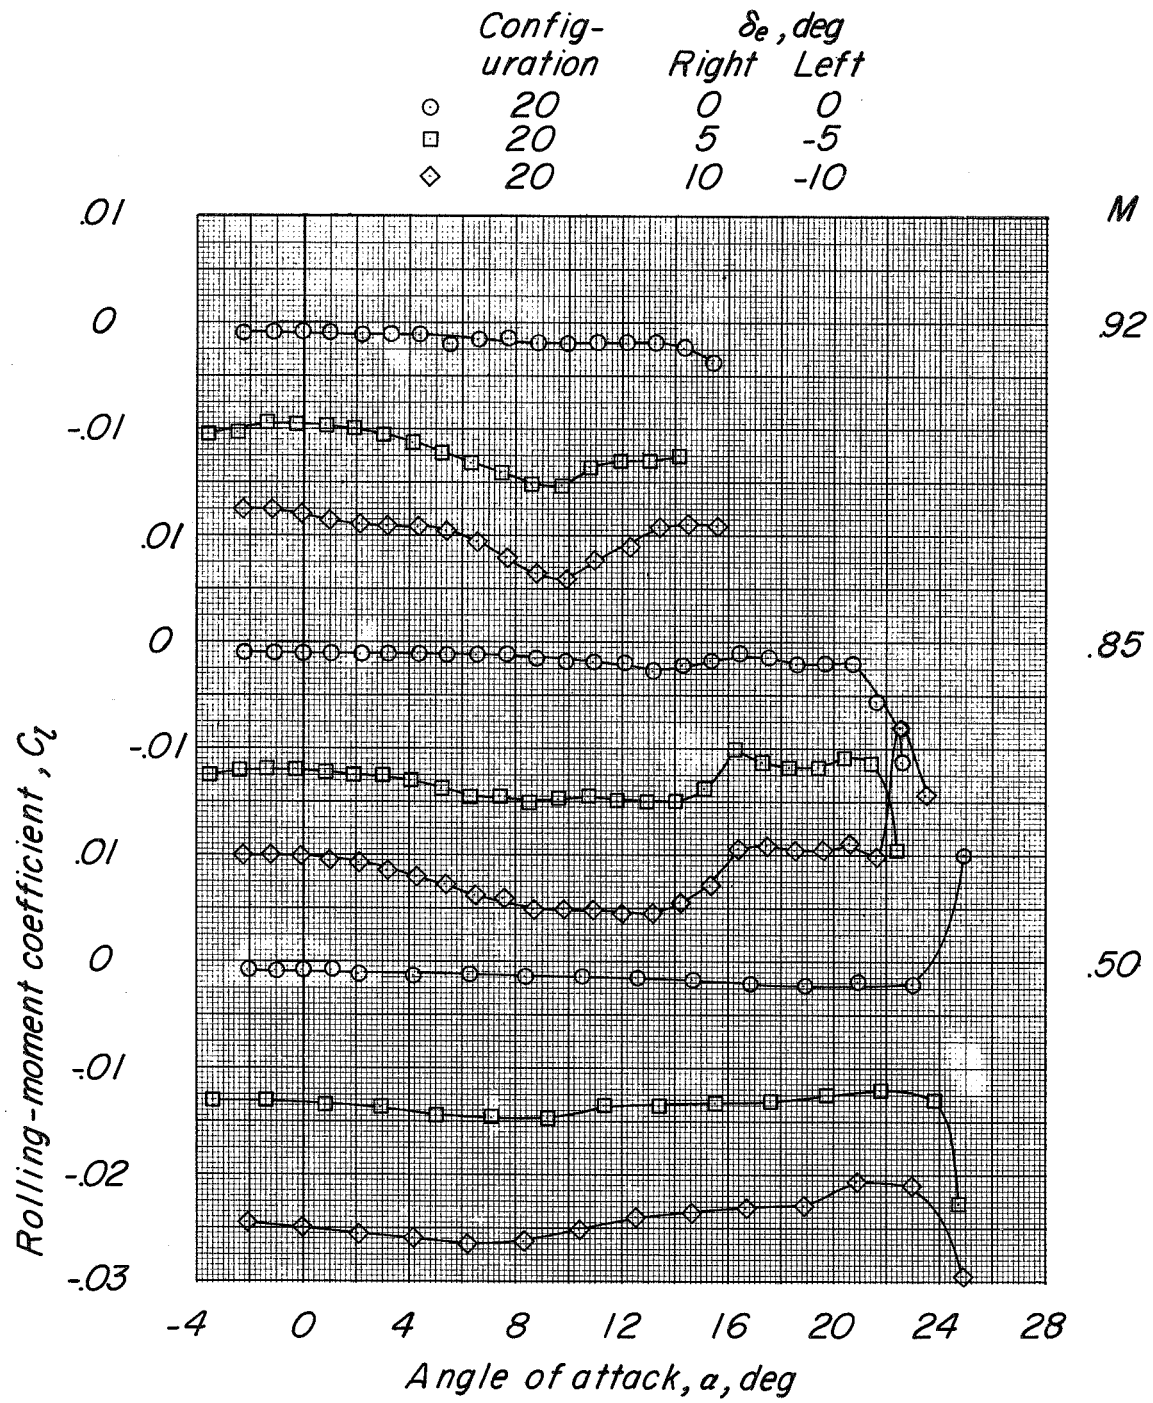 Config- δe, deg
uration Right Left
20 0 0
20 5 -5
20 10 -10
.01 M
0 .92
-.01
.01
0 .85
-.01
.01
0 .50
-.01
-.02
-.03
Rolling-moment coefficient, Cl
-4 0 4 8 12 16 20 24 28
Angle of attack, α, deg